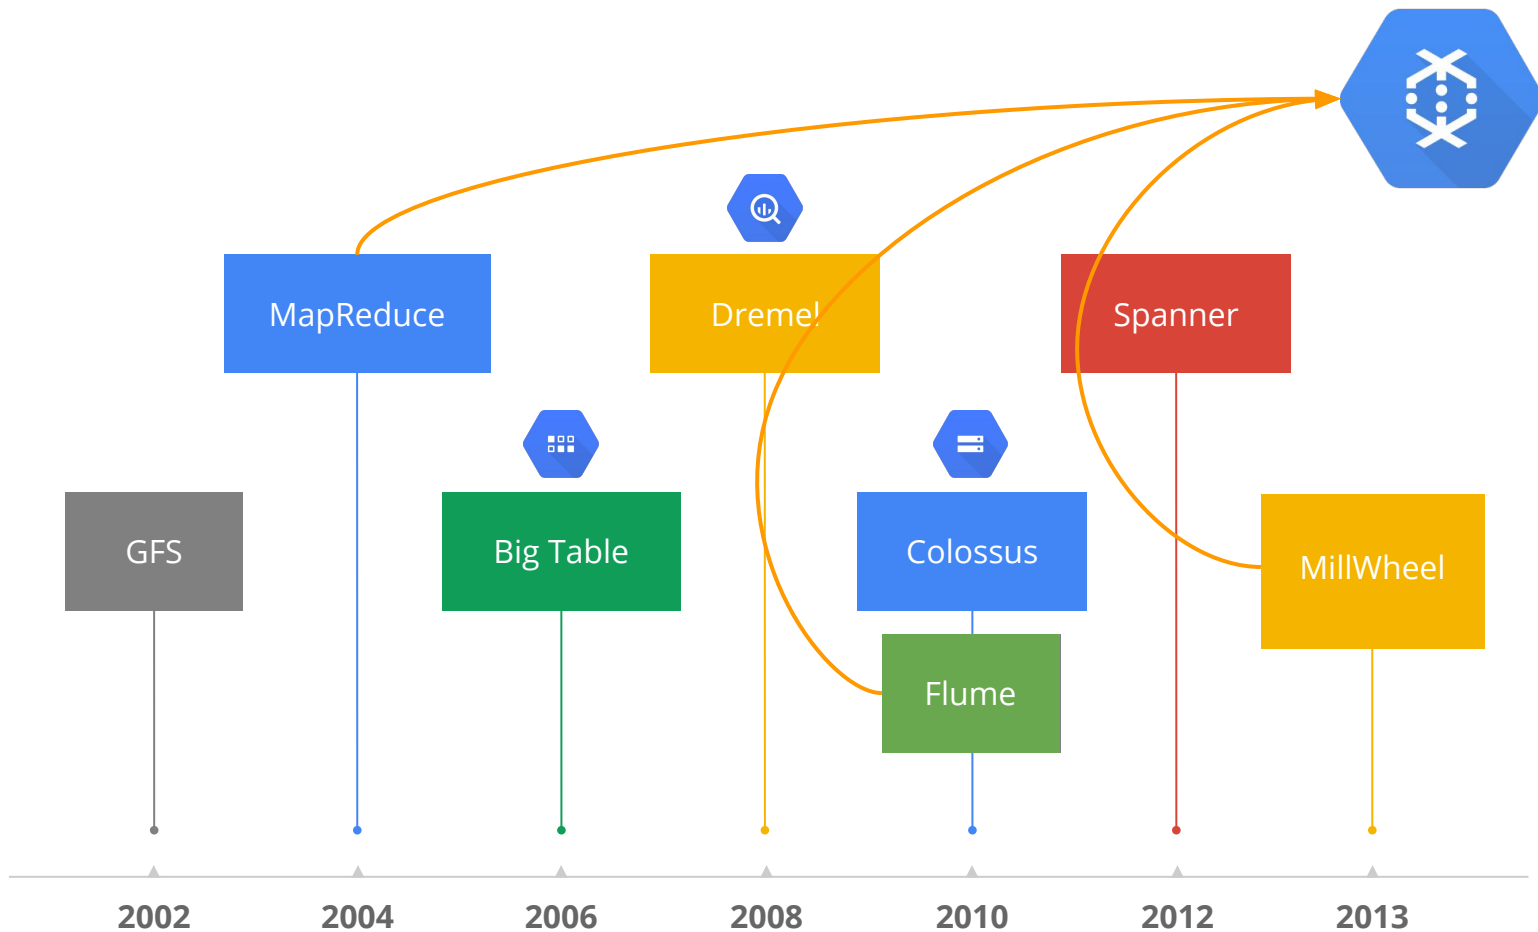 MapReduce
Dremel
Spanner
GFS
Big Table
Colossus
MillWheel
Flume
2002
2004
2006
2008
2010
2012
2013